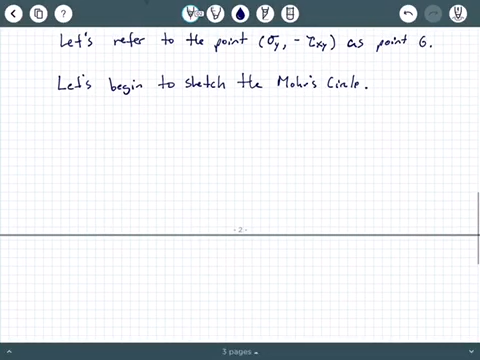 Let's refer to the point (σy, - τxy) as point G.
Let's begin to sketch the Mohr's Circle.
- 2 -
3 pages